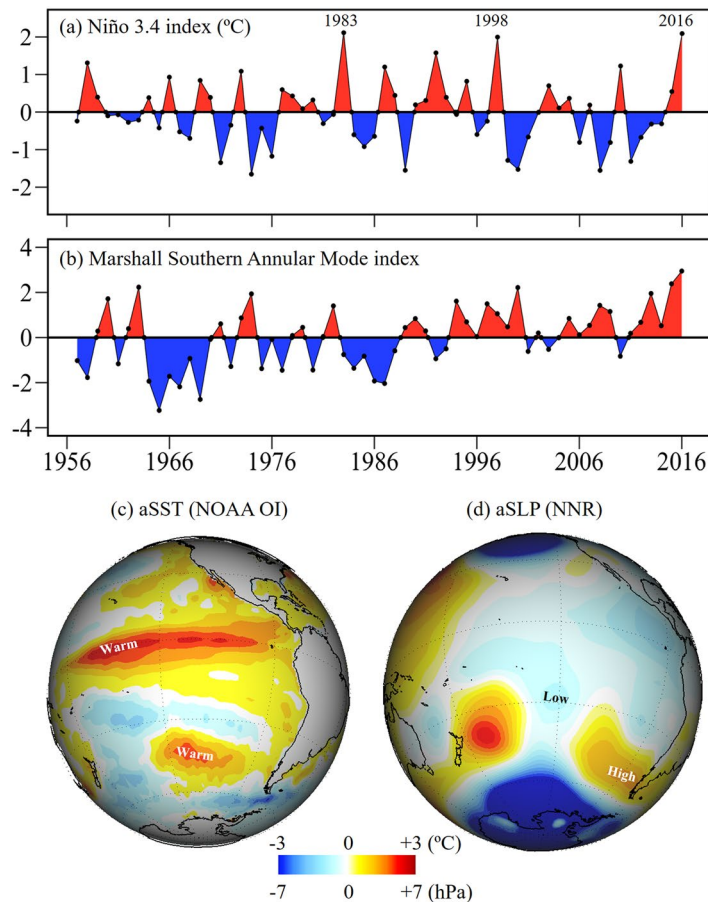 1983 1998 2016
(a) Niño 3.4 index (ºC)
2
1
0
-1
-2
(b) Marshall Southern Annular Mode index
4
2
0
-2
-4
1956 1966 1976 1986 1996 2006 2016
(c) aSST (NOAA OI) (d) aSLP (NNR)
Warm
Warm
Low
High
-3 0 +3 (ºC)
-7 0 +7 (hPa)